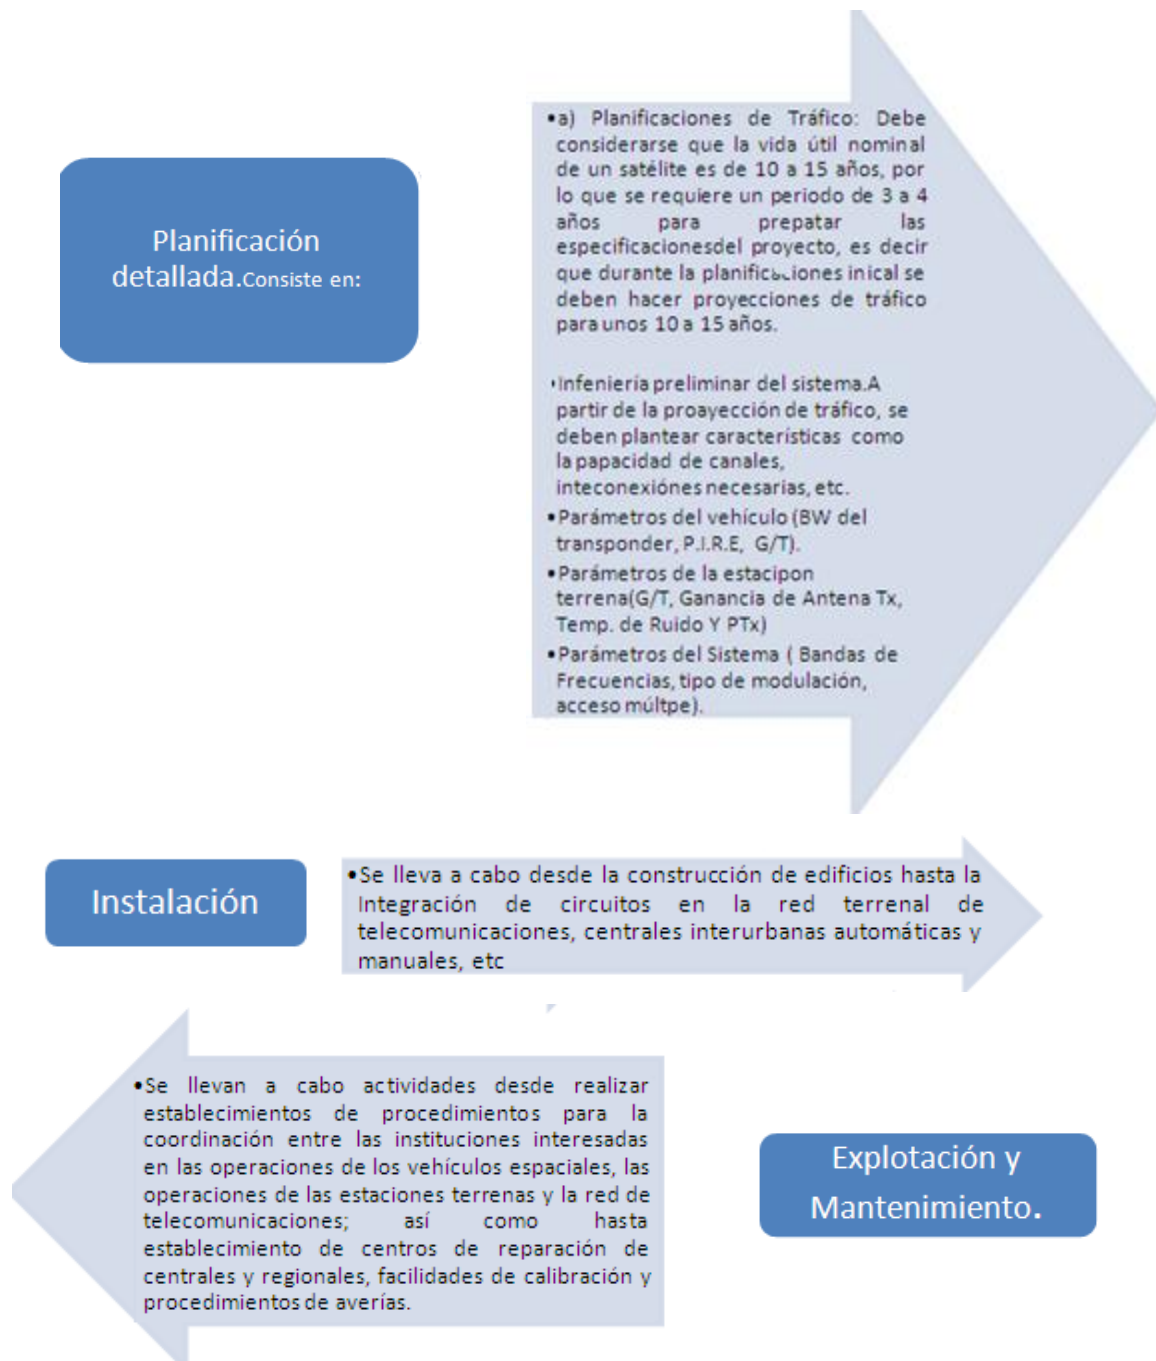 Planificación
detallada.Consiste en:
•a) Planificaciones de Tráfico: Debe
considerarse que la vida útil nominal
de un satélite es de 10 a 15 años, por
lo que se requiere un periodo de 3 a 4
años para prepatar las
especificacionesdel proyecto, es decir
que durante la planificaciones inical se
deben hacer proyecciones de tráfico
para unos 10 a 15 años.
•Infeniería preliminar del sistema.A
partir de la proayección de tráfico, se
deben plantear características como
la papacidad de canales,
inteconexiónes necesarias, etc.
•Parámetros del vehículo (BW del
transponder, P.I.R.E, G/T).
•Parámetros de la estacipon
terrena(G/T, Ganancia de Antena Tx,
Temp. de Ruido Y PTx)
•Parámetros del Sistema ( Bandas de
Frecuencias, tipo de modulación,
acceso múltpe).
Instalación
•Se lleva a cabo desde la construcción de edificios hasta la
Integración de circuitos en la red terrenal de
telecomunicaciones, centrales interurbanas automáticas y
manuales, etc
•Se llevan a cabo actividades desde realizar
establecimientos de procedimientos para la
coordinación entre las instituciones interesadas
en las operaciones de los vehículos espaciales, las
operaciones de las estaciones terrenas y la red de
telecomunicaciones; así como hasta
establecimiento de centros de reparación de
centrales y regionales, facilidades de calibración y
procedimientos de averías.
Explotación y
Mantenimiento.